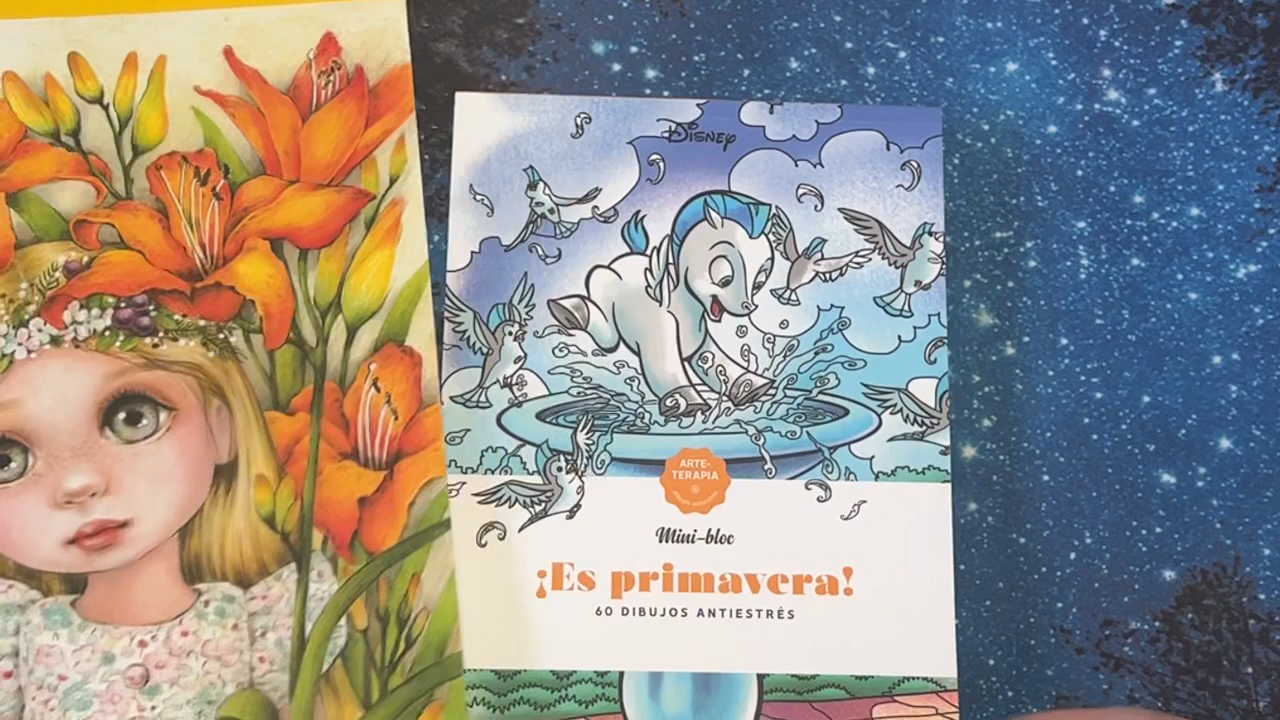 Disney
ARTE-
TERAPIA
Mini-bloc
¡Es primavera!
60 DIBUJOS ANTIESTRÉS